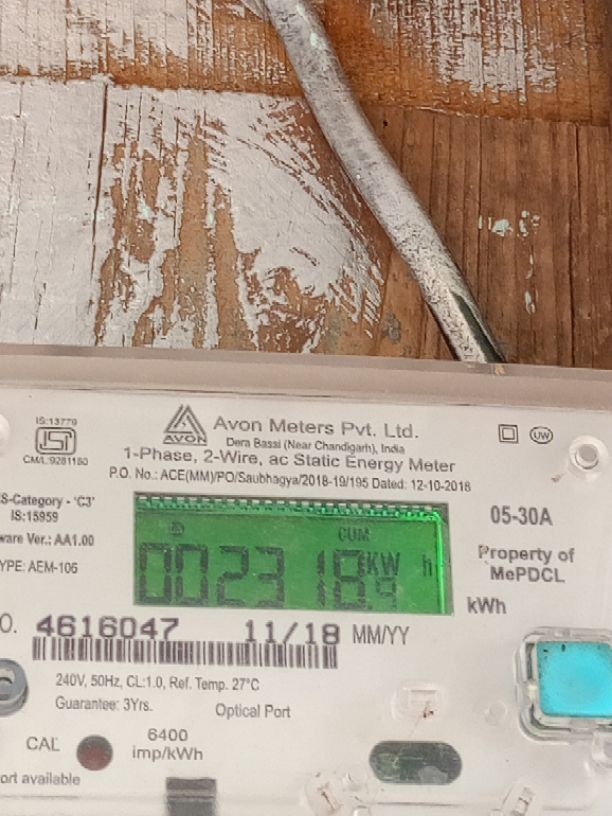 IS:13779
ISI
CM/L:9281180
AVON
Avon Meters Pvt. Ltd.
Dera Bassi (Near Chandigarh), India
1-Phase, 2-Wire, ac Static Energy Meter
P.O. No.: ACE(MM)/PO/Saubhagya/2018-19/195 Dated: 12-10-2018
UW
S-Category - 'C3'
IS:15959
ware Ver.: AA1.00
YPE: AEM-106
CUM
002318.9 KW h
05-30A
Property of
MePDCL
kWh
O. 4616047 11/18 MM/YY
240V, 50Hz, CL:1.0, Ref. Temp. 27°C
Guarantee: 3Yrs.
Optical Port
CAL
6400
imp/kWh
ort available